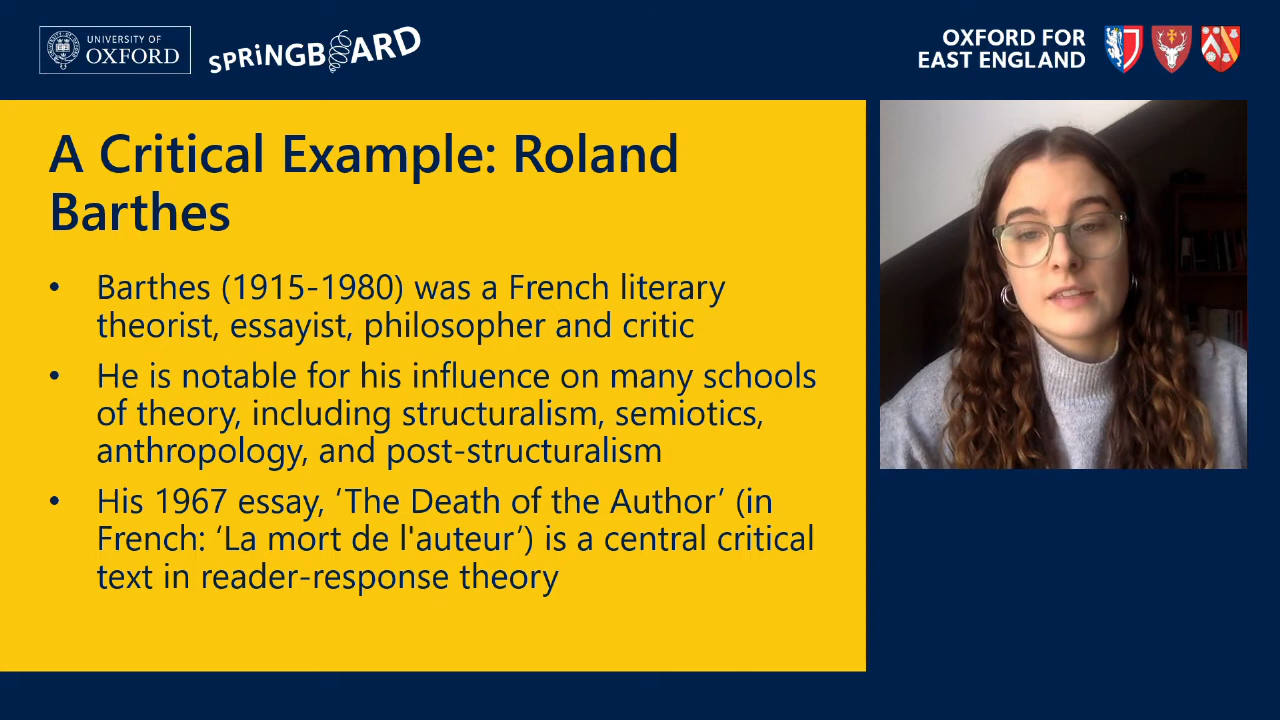 UNIVERSITY OF
OXFORD
SPRiNGBOARD
OXFORD FOR
EAST ENGLAND
A Critical Example: Roland
Barthes
• Barthes (1915-1980) was a French literary
theorist, essayist, philosopher and critic
• He is notable for his influence on many schools
of theory, including structuralism, semiotics,
anthropology, and post-structuralism
• His 1967 essay, ‘The Death of the Author’ (in
French: ‘La mort de l'auteur’) is a central critical
text in reader-response theory